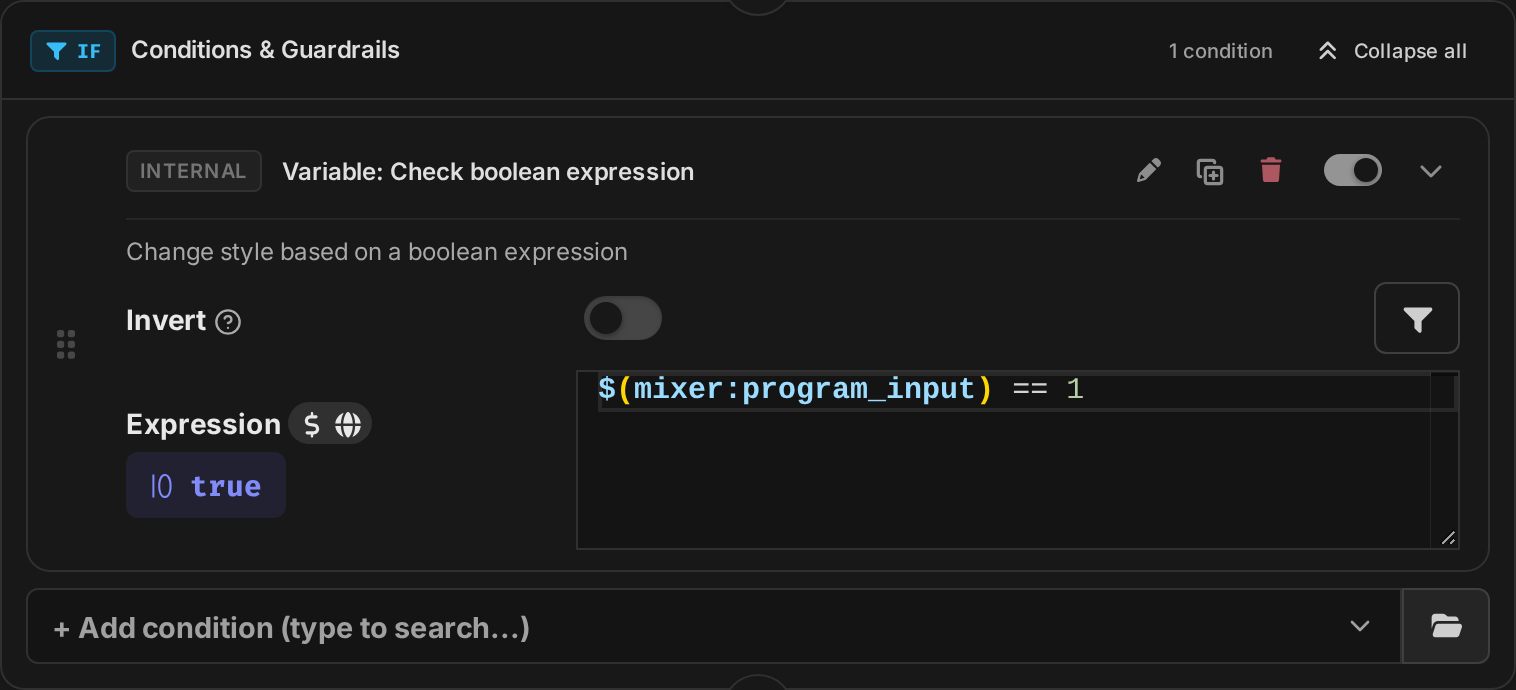 IF Conditions & Guardrails 1 condition Collapse all
INTERNAL Variable: Check boolean expression
Change style based on a boolean expression
Invert
$(mixer:program_input) == 1
Expression $
true
+ Add condition (type to search...)